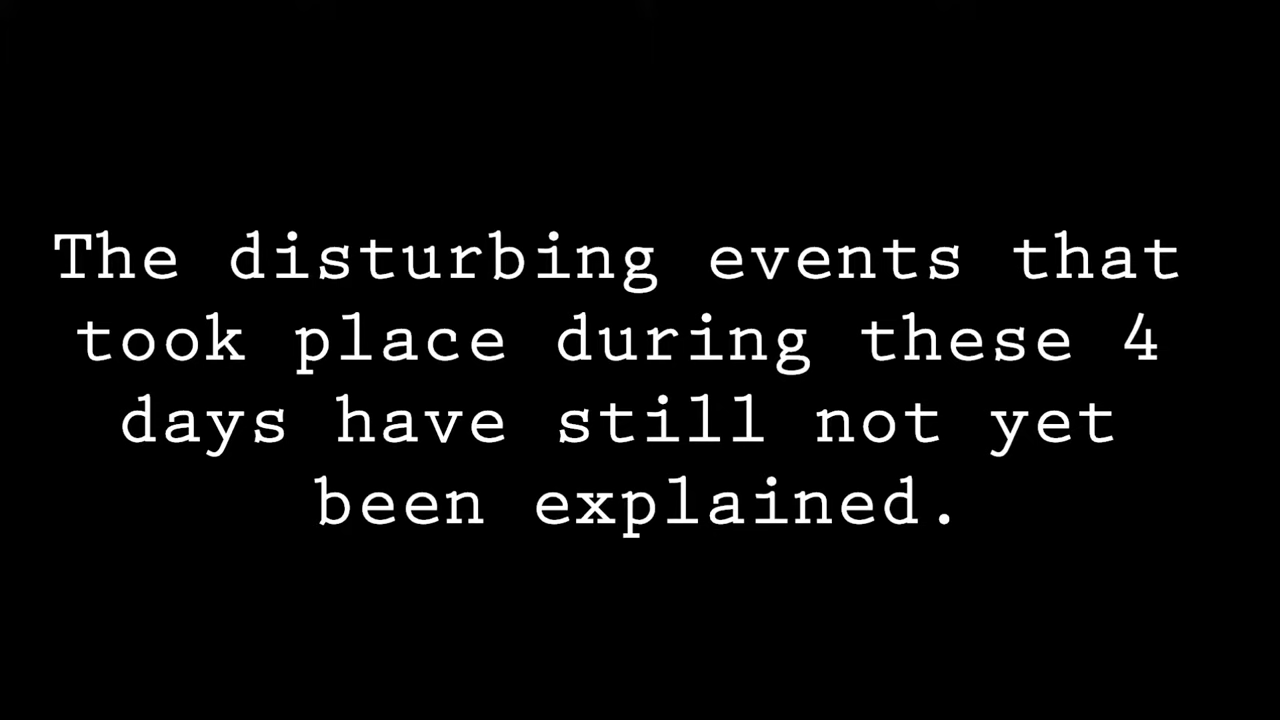 The disturbing events that
took place during these 4
days have still not yet
been explained.